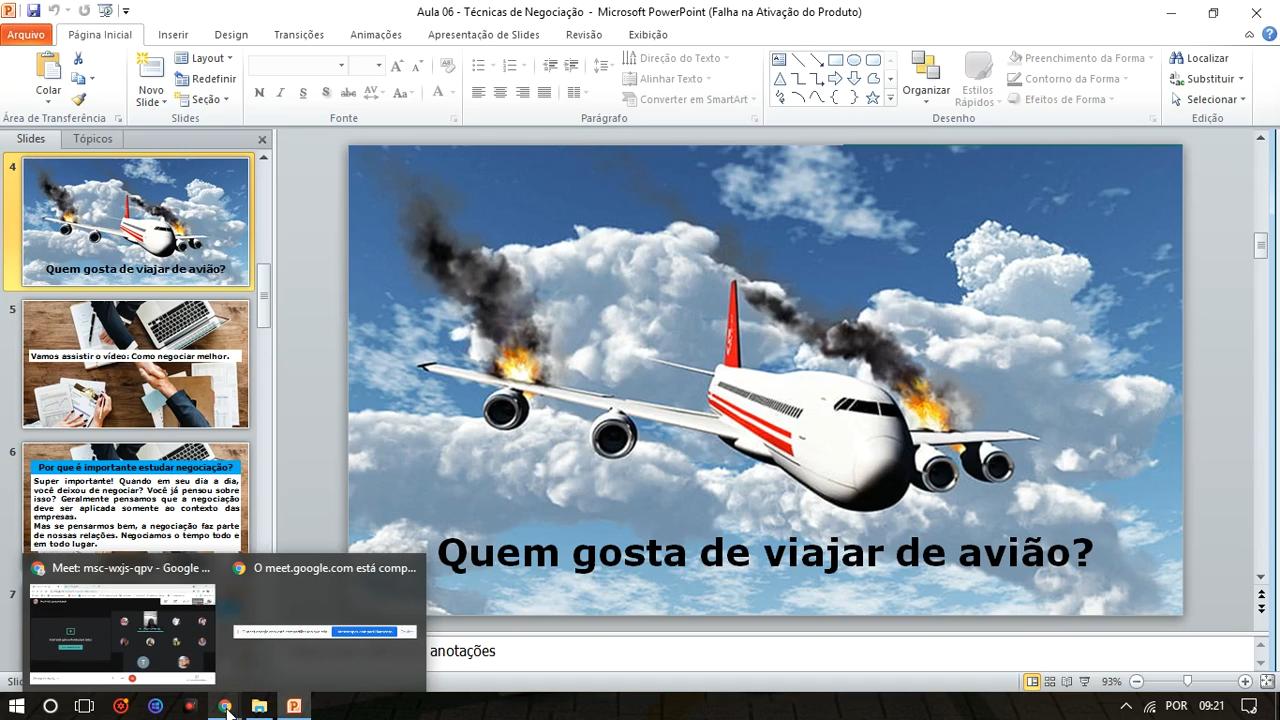 Aula 06 - Técnicas de Negociação - Microsoft PowerPoint (Falha na Ativação do Produto)
Arquivo Página Inicial Inserir Design Transições Animações Apresentação de Slides Revisão Exibição
Colar
Área de Transferência
Novo Slide
Layout
Redefinir
Seção
Slides
N I S S abc AV Aa A
Fonte
Direção do Texto
Alinhar Texto
Converter em SmartArt
Parágrafo
Organizar
Estilos Rápidos
Preenchimento da Forma
Contorno da Forma
Efeitos de Forma
Desenho
Localizar
Substituir
Selecionar
Edição
Slides Tópicos
4
Quem gosta de viajar de avião?
5
Vamos assistir o vídeo: Como negociar melhor.
6
Por que é importante estudar negociação?
Super importante! Quando em seu dia a dia,
você deixou de negociar? Você já pensou sobre
isso? Geralmente pensamos que a negociação
deve ser aplicada somente ao contexto das
empresas.
Mas se pensarmos bem, a negociação faz parte
de nossas relações. Negociamos o tempo todo e
em todo lugar.
7
Quem gosta de viajar de avião?
Meet: msc-wxjs-qpv - Google ...
O meet.google.com está comp...
anotações
Slid
93%
POR 09:21